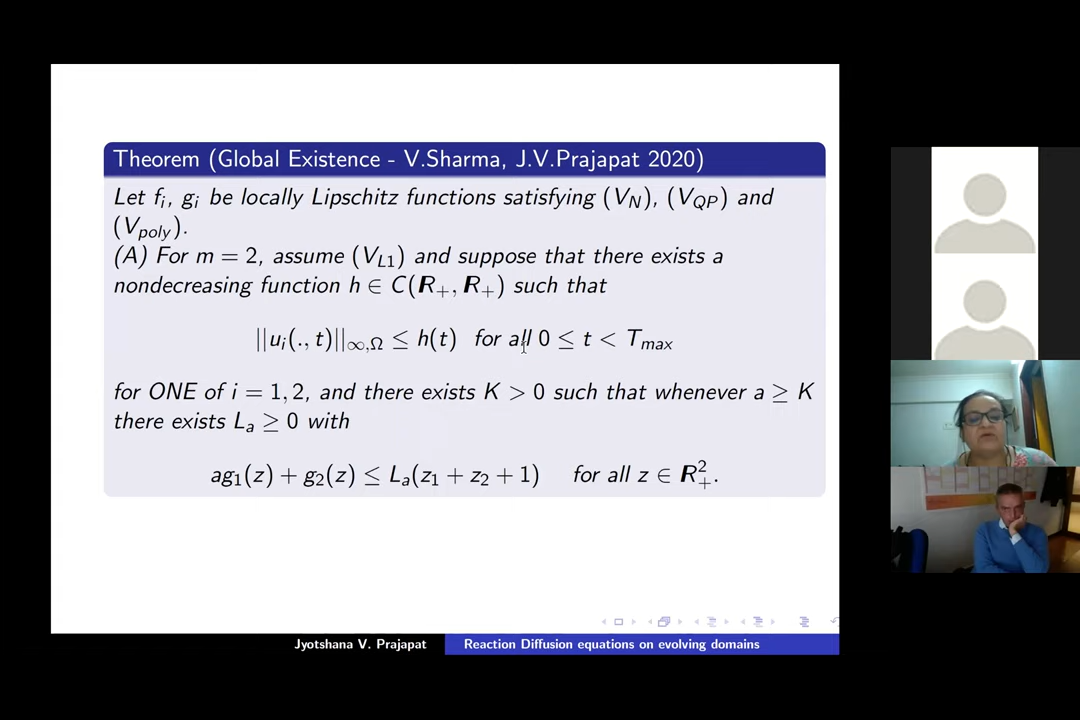 Theorem (Global Existence - V.Sharma, J.V.Prajapat 2020)
Let fᵢ, gᵢ be locally Lipschitz functions satisfying (V_N), (V_QP) and
(V_poly).
(A) For m = 2, assume (V_L1) and suppose that there exists a
nondecreasing function h ∈ C(R₊, R₊) such that
||uᵢ(., t)||_∞,Ω ≤ h(t) for all 0 ≤ t < T_max
for ONE of i = 1, 2, and there exists K > 0 such that whenever a ≥ K
there exists Lₐ ≥ 0 with
ag₁(z) + g₂(z) ≤ Lₐ(z₁ + z₂ + 1) for all z ∈ R²₊.
Jyotshana V. Prajapat
Reaction Diffusion equations on evolving domains